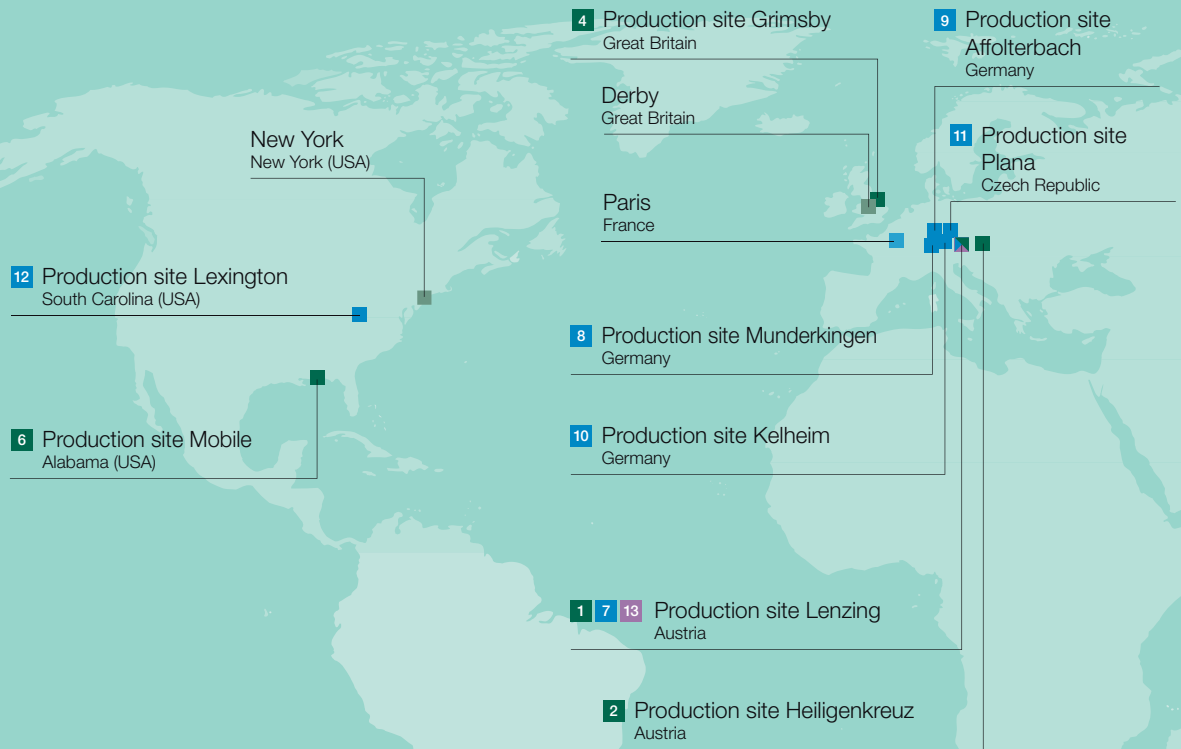 4 Production site Grimsby
Great Britain
9 Production site
Affolterbach
Germany
Derby
Great Britain
New York
New York (USA)
11 Production site
Plana
Czech Republic
Paris
France
12 Production site Lexington
South Carolina (USA)
8 Production site Munderkingen
Germany
6 Production site Mobile
Alabama (USA)
10 Production site Kelheim
Germany
1 7 13 Production site Lenzing
Austria
2 Production site Heiligenkreuz
Austria